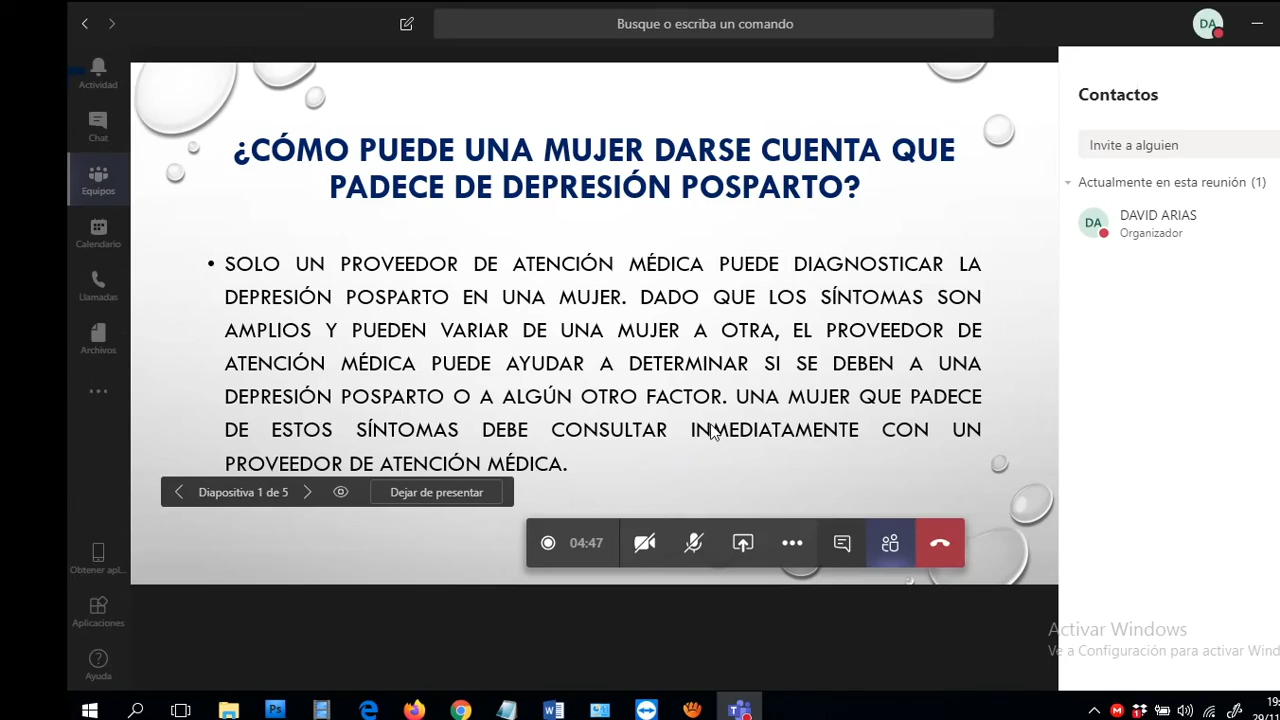 Busque o escriba un comando
DA
Actividad
Chat
Equipos
Calendario
Llamadas
Archivos
Obtener apl...
Aplicaciones
Ayuda
¿CÓMO PUEDE UNA MUJER DARSE CUENTA QUE
PADECE DE DEPRESIÓN POSPARTO?
• SOLO UN PROVEEDOR DE ATENCIÓN MÉDICA PUEDE DIAGNOSTICAR LA
DEPRESIÓN POSPARTO EN UNA MUJER. DADO QUE LOS SÍNTOMAS SON
AMPLIOS Y PUEDEN VARIAR DE UNA MUJER A OTRA, EL PROVEEDOR DE
ATENCIÓN MÉDICA PUEDE AYUDAR A DETERMINAR SI SE DEBEN A UNA
DEPRESIÓN POSPARTO O A ALGÚN OTRO FACTOR. UNA MUJER QUE PADECE
DE ESTOS SÍNTOMAS DEBE CONSULTAR INMEDIATAMENTE CON UN
PROVEEDOR DE ATENCIÓN MÉDICA.
Diapositiva 1 de 5
Dejar de presentar
04:47
Contactos
Invite a alguien
Actualmente en esta reunión (1)
DA
DAVID ARIAS
Organizador
Activar Windows
Ve a Configuración para activar Wind
Ps
19:
29/1